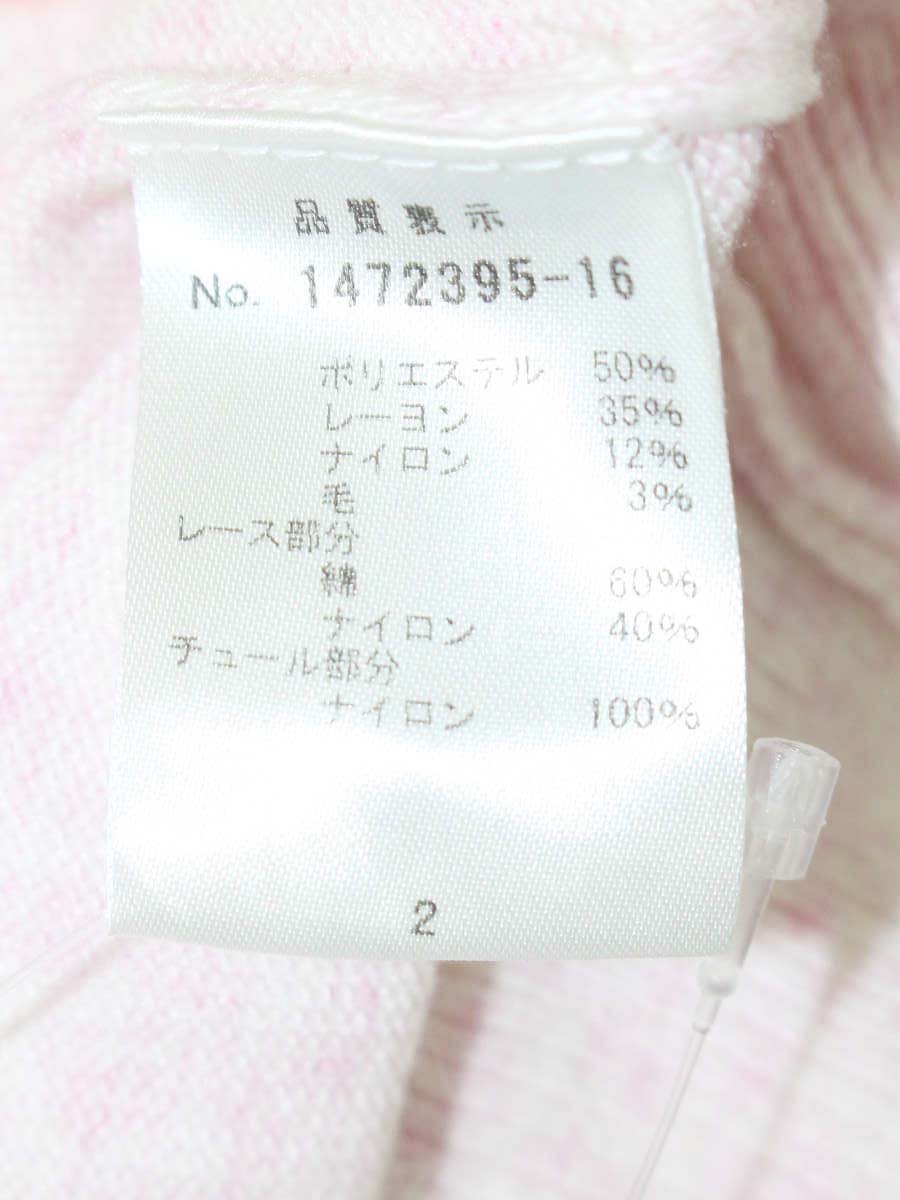 品質表示
No. 1472395-16
ポリエステル 50%
レーヨン 35%
ナイロン 12%
毛 3%
レース部分
綿 60%
ナイロン 40%
チュール部分
ナイロン 100%
2